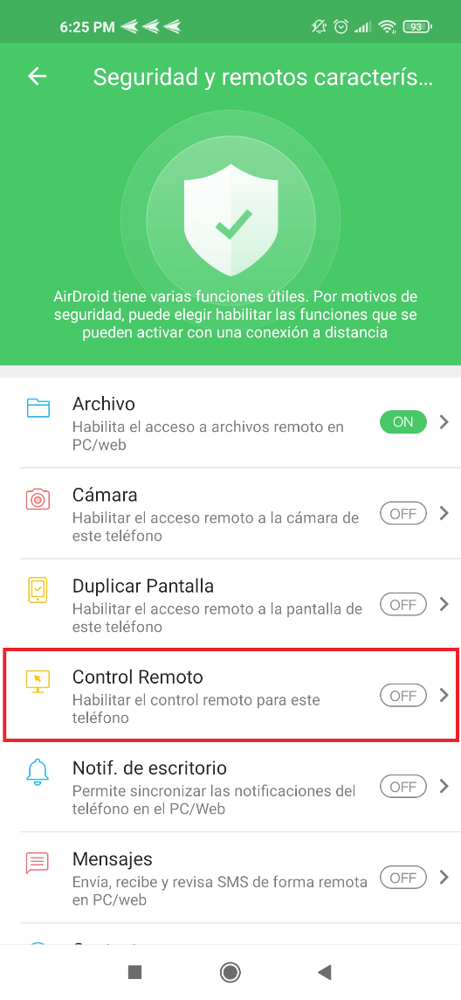 6:25 PM
93
Seguridad y remotos caracterís...
AirDroid tiene varias funciones útiles. Por motivos de
seguridad, puede elegir habilitar las funciones que se
pueden activar con una conexión a distancia
Archivo
Habilita el acceso a archivos remoto en
PC/web
ON
Cámara
Habilitar el acceso remoto a la cámara de
este teléfono
OFF
Duplicar Pantalla
Habilitar el acceso remoto a la pantalla de
este teléfono
OFF
Control Remoto
Habilitar el control remoto para este
teléfono
OFF
Notif. de escritorio
Permite sincronizar las notificaciones del
teléfono en el PC/Web
OFF
Mensajes
Envía, recibe y revisa SMS de forma remota
en PC/web
OFF